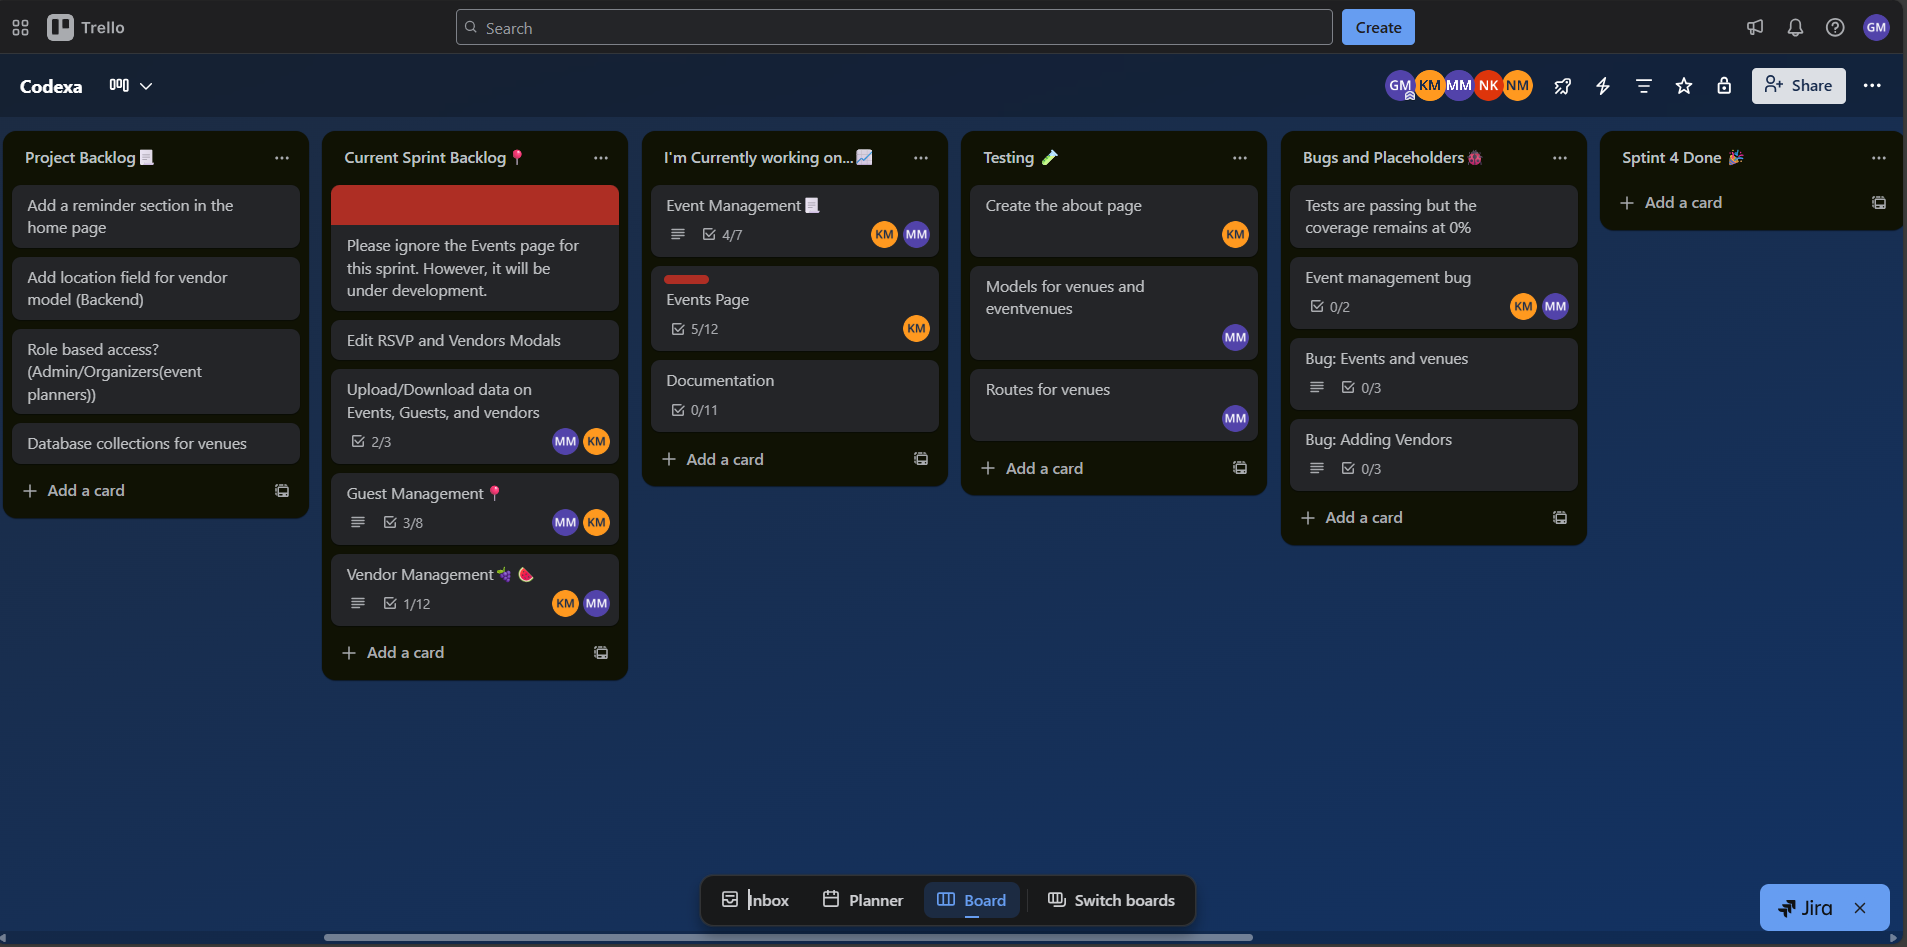 Trello
Search
Create
GM
Codexa
GM KM MM NK NM
Share
Project Backlog📃
Add a reminder section in the
home page
Add location field for vendor
model (Backend)
Role based access?
(Admin/Organizers(event
planners))
Database collections for venues
+ Add a card
Current Sprint Backlog📍
Please ignore the Events page for
this sprint. However, it will be
under development.
Edit RSVP and Vendors Modals
Upload/Download data on
Events, Guests, and vendors
2/3
MM KM
Guest Management📍
3/8
MM KM
Vendor Management🍇🍉
1/12
KM MM
+ Add a card
I'm Currently working on...📈
Event Management📃
4/7
KM MM
Events Page
5/12
KM
Documentation
0/11
+ Add a card
Testing 🧪
Create the about page
KM
Models for venues and
eventvenues
MM
Routes for venues
MM
+ Add a card
Bugs and Placeholders🐞
Tests are passing but the
coverage remains at 0%
Event management bug
0/2
KM MM
Bug: Events and venues
0/3
Bug: Adding Vendors
0/3
+ Add a card
Sptint 4 Done 🎉
+ Add a card
Inbox
Planner
Board
Switch boards
Jira